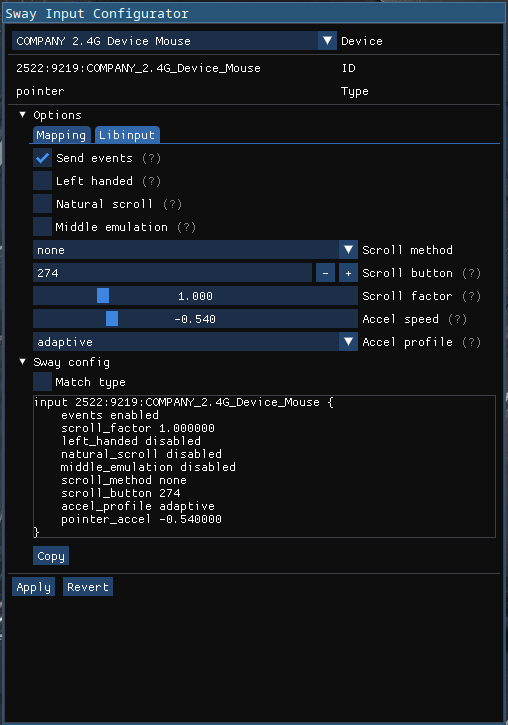 Sway Input Configurator
COMPANY 2.4G Device Mouse Device
2522:9219:COMPANY_2.4G_Device_Mouse ID
pointer Type
Options
Mapping Libinput
Send events (?)
Left handed (?)
Natural scroll (?)
Middle emulation (?)
none Scroll method
274 - + Scroll button (?)
1.000 Scroll factor (?)
-0.540 Accel speed (?)
adaptive Accel profile (?)
Sway config
Match type
input 2522:9219:COMPANY_2.4G_Device_Mouse {
events enabled
scroll_factor 1.000000
left_handed disabled
natural_scroll disabled
middle_emulation disabled
scroll_method none
scroll_button 274
accel_profile adaptive
pointer_accel -0.540000
}
Copy
Apply Revert